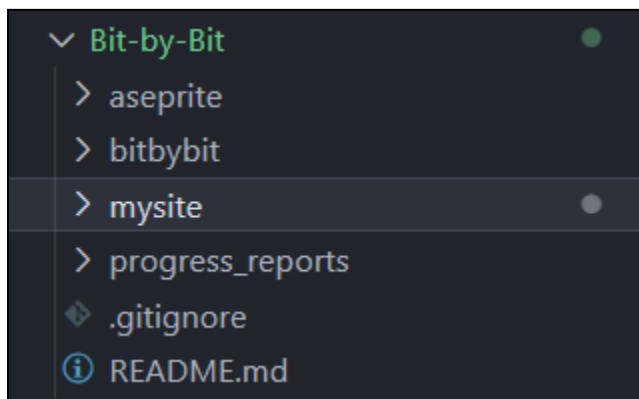 Bit-by-Bit
aseprite
bitbybit
mysite
progress_reports
.gitignore
README.md